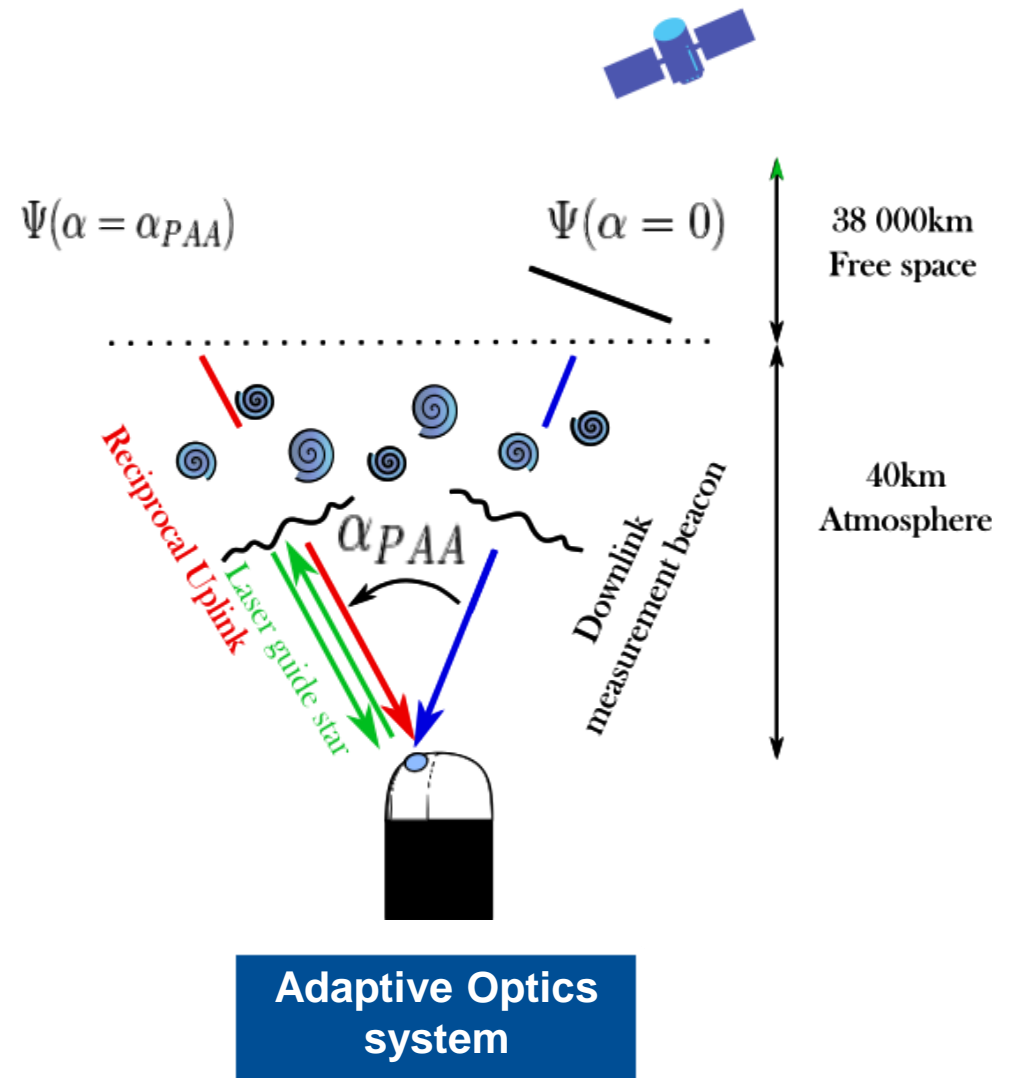 Ψ(α = α_PAA)
Ψ(α = 0)
38 000km
Free space
Reciprocal Uplink
Laser guide star
α_PAA
Downlink
measurement beacon
40km
Atmosphere
Adaptive Optics
system